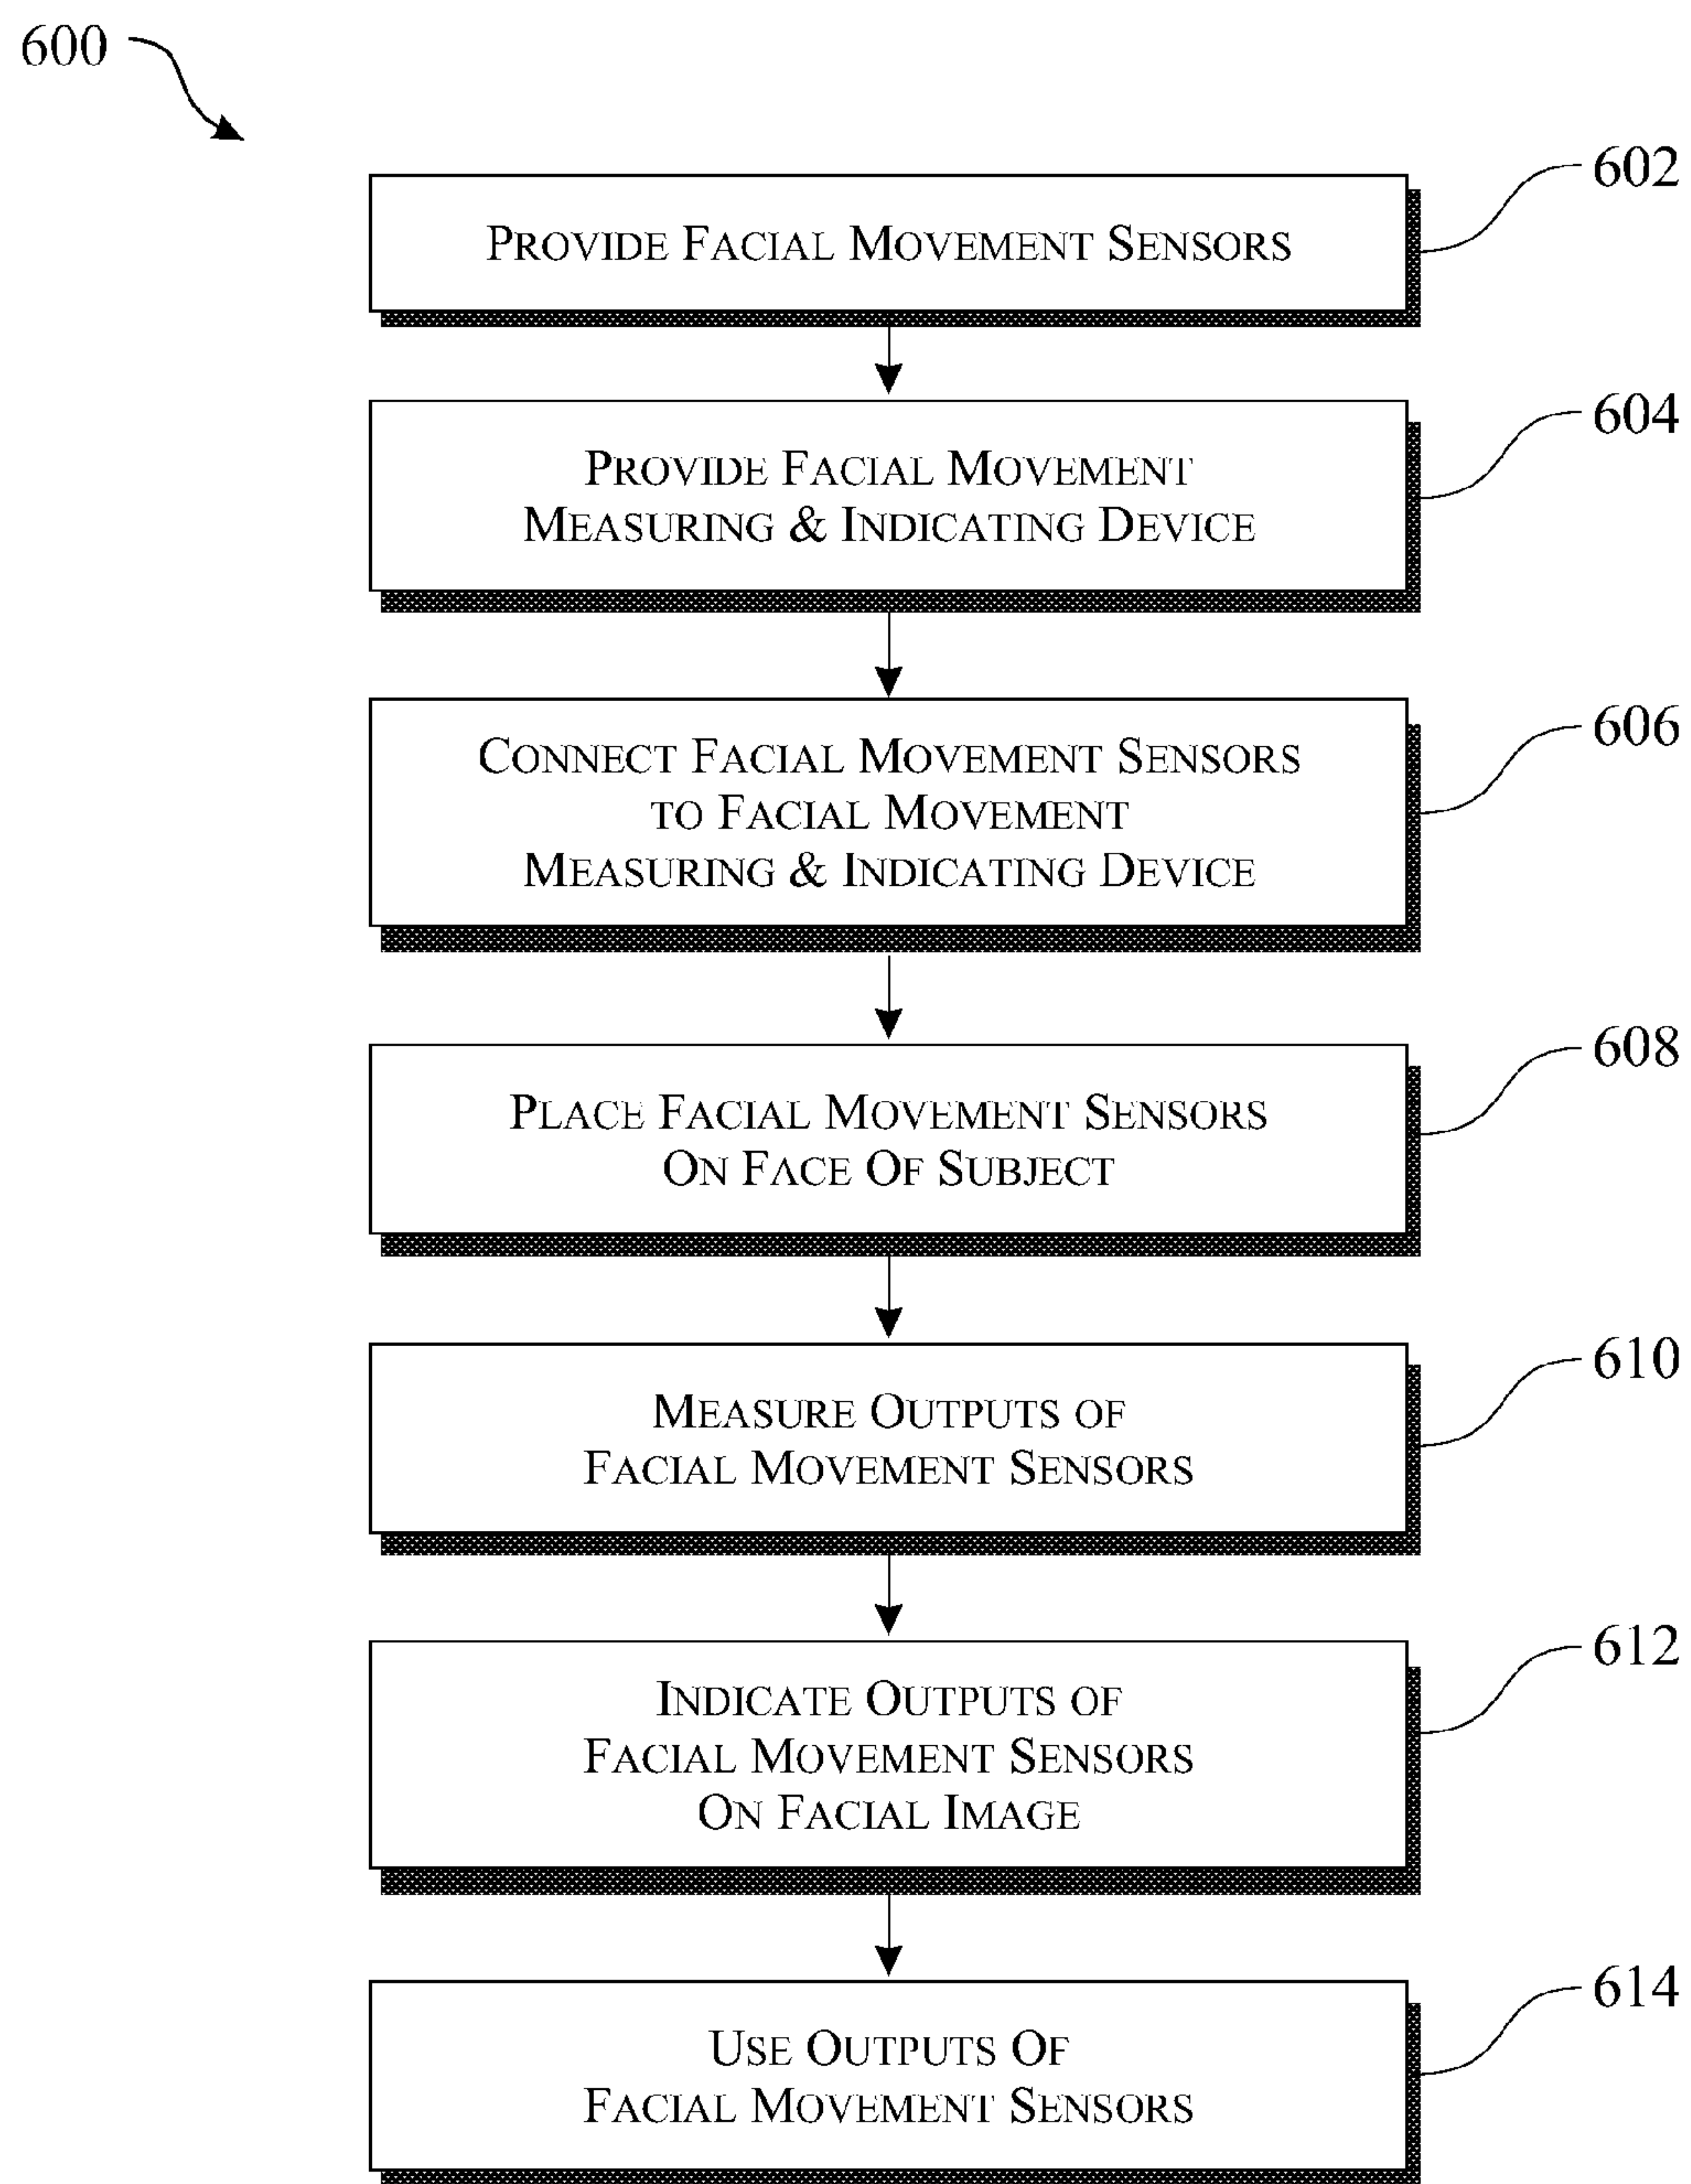 600
602
PROVIDE FACIAL MOVEMENT SENSORS
604
PROVIDE FACIAL MOVEMENT
MEASURING & INDICATING DEVICE
606
CONNECT FACIAL MOVEMENT SENSORS
TO FACIAL MOVEMENT
MEASURING & INDICATING DEVICE
608
PLACE FACIAL MOVEMENT SENSORS
ON FACE OF SUBJECT
610
MEASURE OUTPUTS OF
FACIAL MOVEMENT SENSORS
612
INDICATE OUTPUTS OF
FACIAL MOVEMENT SENSORS
ON FACIAL IMAGE
614
USE OUTPUTS OF
FACIAL MOVEMENT SENSORS